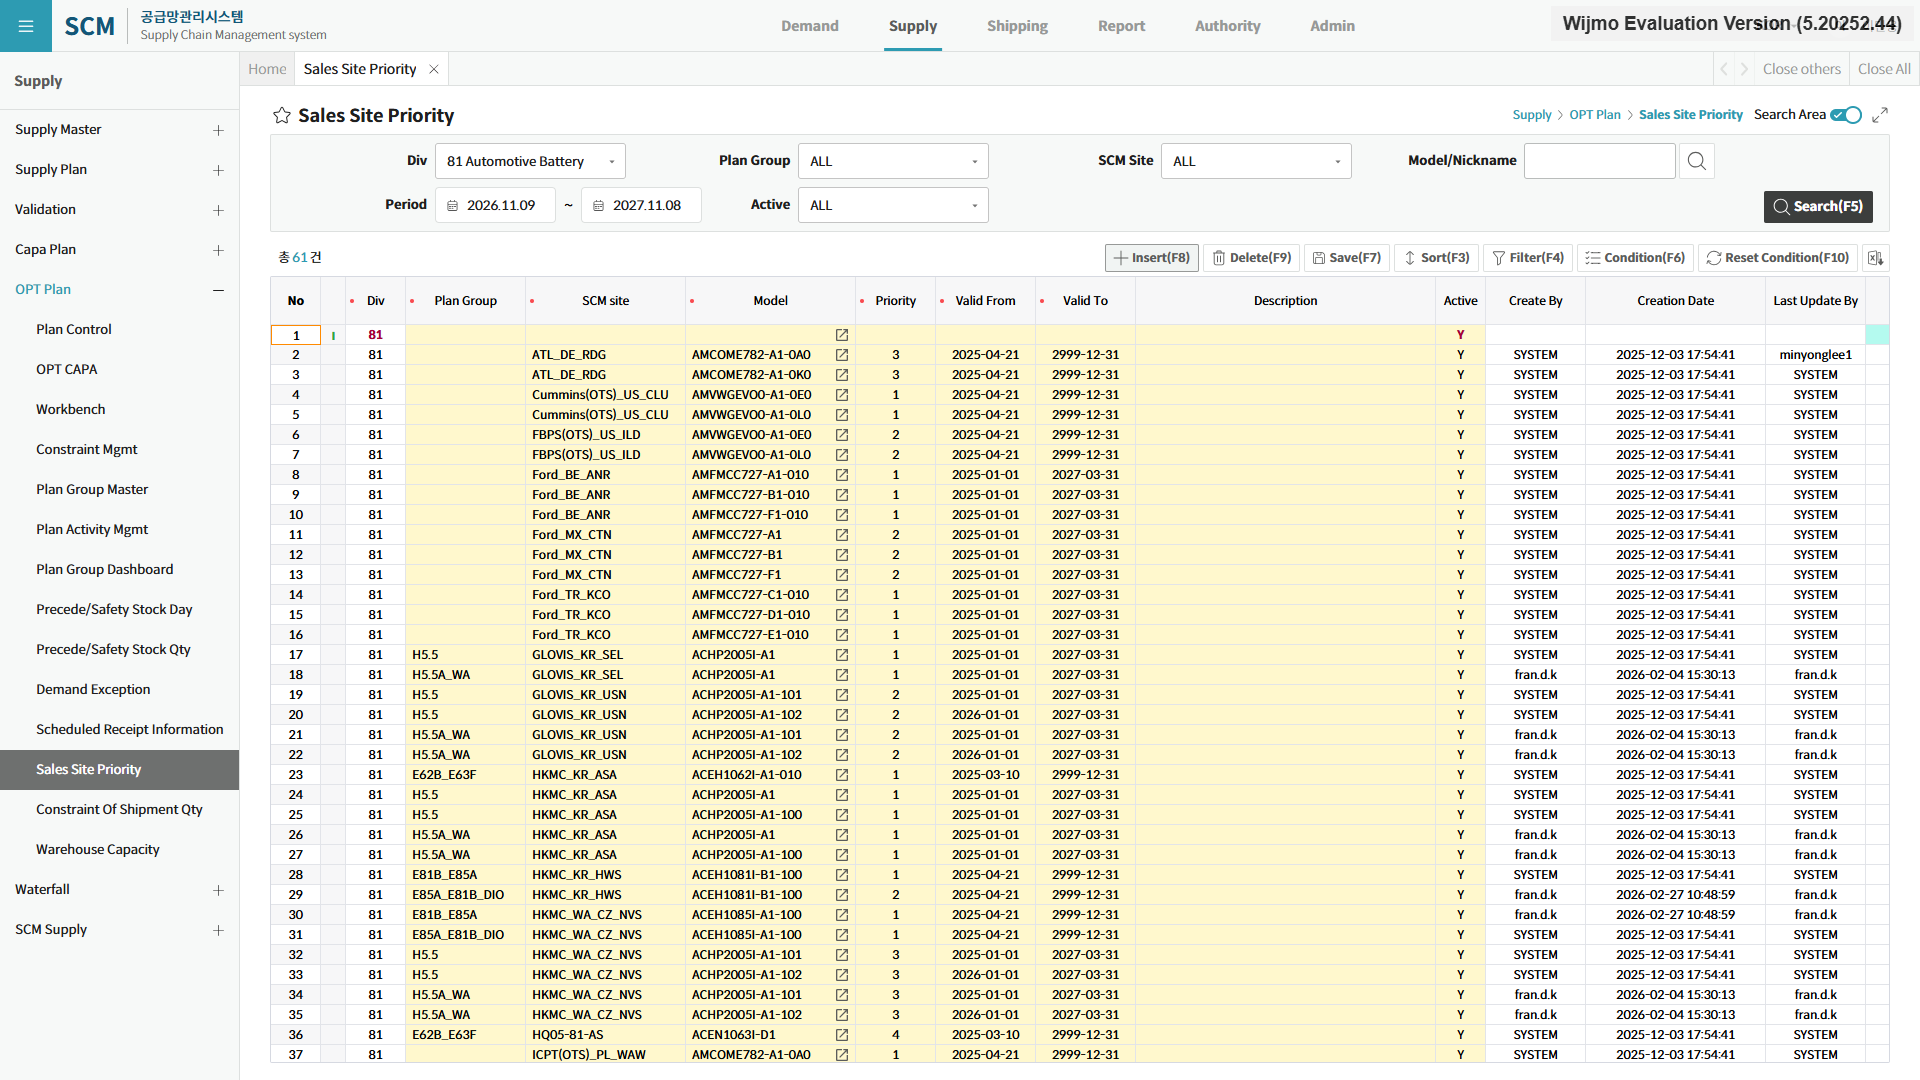 SCM 공급망관리시스템
Supply Chain Management system
Demand Supply Shipping Report Authority Admin
Wijmo Evaluation Version (5.20252.44)
Supply
Home Sales Site Priority Close others Close All
Supply Master
Supply Plan
Validation
Capa Plan
OPT Plan
Plan Control
OPT CAPA
Workbench
Constraint Mgmt
Plan Group Master
Plan Activity Mgmt
Plan Group Dashboard
Precede/Safety Stock Day
Precede/Safety Stock Qty
Demand Exception
Scheduled Receipt Information
Sales Site Priority
Constraint Of Shipment Qty
Warehouse Capacity
Waterfall
SCM Supply
Sales Site Priority
Supply > OPT Plan > Sales Site Priority Search Area
Div 81 Automotive Battery Plan Group ALL SCM Site ALL Model/Nickname
Period 2026.11.09 ~ 2027.11.08 Active ALL Search(F5)
총 61 건
Insert(F8) Delete(F9) Save(F7) Sort(F3) Filter(F4) Condition(F6) Reset Condition(F10)
No Div Plan Group SCM site Model Priority Valid From Valid To Description Active Create By Creation Date Last Update By
1 I 81 Y
2 81 ATL_DE_RDG AMCOME782-A1-0A0 3 2025-04-21 2999-12-31 Y SYSTEM 2025-12-03 17:54:41 minyonglee1
3 81 ATL_DE_RDG AMCOME782-A1-0K0 3 2025-04-21 2999-12-31 Y SYSTEM 2025-12-03 17:54:41 SYSTEM
4 81 Cummins(OTS)_US_CLU AMVWGEVO0-A1-0E0 1 2025-04-21 2999-12-31 Y SYSTEM 2025-12-03 17:54:41 SYSTEM
5 81 Cummins(OTS)_US_CLU AMVWGEVO0-A1-0L0 1 2025-04-21 2999-12-31 Y SYSTEM 2025-12-03 17:54:41 SYSTEM
6 81 FBPS(OTS)_US_ILD AMVWGEVO0-A1-0E0 2 2025-04-21 2999-12-31 Y SYSTEM 2025-12-03 17:54:41 SYSTEM
7 81 FBPS(OTS)_US_ILD AMVWGEVO0-A1-0L0 2 2025-04-21 2999-12-31 Y SYSTEM 2025-12-03 17:54:41 SYSTEM
8 81 Ford_BE_ANR AMFMCC727-A1-010 1 2025-01-01 2027-03-31 Y SYSTEM 2025-12-03 17:54:41 SYSTEM
9 81 Ford_BE_ANR AMFMCC727-B1-010 1 2025-01-01 2027-03-31 Y SYSTEM 2025-12-03 17:54:41 SYSTEM
10 81 Ford_BE_ANR AMFMCC727-F1-010 1 2025-01-01 2027-03-31 Y SYSTEM 2025-12-03 17:54:41 SYSTEM
11 81 Ford_MX_CTN AMFMCC727-A1 2 2025-01-01 2027-03-31 Y SYSTEM 2025-12-03 17:54:41 SYSTEM
12 81 Ford_MX_CTN AMFMCC727-B1 2 2025-01-01 2027-03-31 Y SYSTEM 2025-12-03 17:54:41 SYSTEM
13 81 Ford_MX_CTN AMFMCC727-F1 2 2025-01-01 2027-03-31 Y SYSTEM 2025-12-03 17:54:41 SYSTEM
14 81 Ford_TR_KCO AMFMCC727-C1-010 1 2025-01-01 2027-03-31 Y SYSTEM 2025-12-03 17:54:41 SYSTEM
15 81 Ford_TR_KCO AMFMCC727-D1-010 1 2025-01-01 2027-03-31 Y SYSTEM 2025-12-03 17:54:41 SYSTEM
16 81 Ford_TR_KCO AMFMCC727-E1-010 1 2025-01-01 2027-03-31 Y SYSTEM 2025-12-03 17:54:41 SYSTEM
17 81 H5.5 GLOVIS_KR_SEL ACHP2005I-A1 1 2025-01-01 2027-03-31 Y SYSTEM 2025-12-03 17:54:41 SYSTEM
18 81 H5.5A_WA GLOVIS_KR_SEL ACHP2005I-A1 1 2025-01-01 2027-03-31 Y fran.d.k 2026-02-04 15:30:13 fran.d.k
19 81 H5.5 GLOVIS_KR_USN ACHP2005I-A1-101 2 2025-01-01 2027-03-31 Y SYSTEM 2025-12-03 17:54:41 SYSTEM
20 81 H5.5 GLOVIS_KR_USN ACHP2005I-A1-102 2 2026-01-01 2027-03-31 Y SYSTEM 2025-12-03 17:54:41 SYSTEM
21 81 H5.5A_WA GLOVIS_KR_USN ACHP2005I-A1-101 2 2025-01-01 2027-03-31 Y fran.d.k 2026-02-04 15:30:13 fran.d.k
22 81 H5.5A_WA GLOVIS_KR_USN ACHP2005I-A1-102 2 2026-01-01 2027-03-31 Y fran.d.k 2026-02-04 15:30:13 fran.d.k
23 81 E62B_E63F HKMC_KR_ASA ACEH1062I-A1-010 1 2025-03-10 2999-12-31 Y SYSTEM 2025-12-03 17:54:41 SYSTEM
24 81 H5.5 HKMC_KR_ASA ACHP2005I-A1 1 2025-01-01 2027-03-31 Y SYSTEM 2025-12-03 17:54:41 SYSTEM
25 81 H5.5 HKMC_KR_ASA ACHP2005I-A1-100 1 2025-01-01 2027-03-31 Y SYSTEM 2025-12-03 17:54:41 SYSTEM
26 81 H5.5A_WA HKMC_KR_ASA ACHP2005I-A1 1 2025-01-01 2027-03-31 Y fran.d.k 2026-02-04 15:30:13 fran.d.k
27 81 H5.5A_WA HKMC_KR_ASA ACHP2005I-A1-100 1 2025-01-01 2027-03-31 Y fran.d.k 2026-02-04 15:30:13 fran.d.k
28 81 E81B_E85A HKMC_KR_HWS ACEH1081I-B1-100 1 2025-04-21 2999-12-31 Y SYSTEM 2025-12-03 17:54:41 SYSTEM
29 81 E85A_E81B_DIO HKMC_KR_HWS ACEH1081I-B1-100 2 2025-04-21 2999-12-31 Y fran.d.k 2026-02-27 10:48:59 fran.d.k
30 81 E81B_E85A HKMC_WA_CZ_NVS ACEH1085I-A1-100 1 2025-04-21 2999-12-31 Y fran.d.k 2026-02-27 10:48:59 fran.d.k
31 81 E85A_E81B_DIO HKMC_WA_CZ_NVS ACEH1085I-A1-100 1 2025-04-21 2999-12-31 Y SYSTEM 2025-12-03 17:54:41 SYSTEM
32 81 H5.5 HKMC_WA_CZ_NVS ACHP2005I-A1-101 3 2025-01-01 2027-03-31 Y SYSTEM 2025-12-03 17:54:41 SYSTEM
33 81 H5.5 HKMC_WA_CZ_NVS ACHP2005I-A1-102 3 2026-01-01 2027-03-31 Y SYSTEM 2025-12-03 17:54:41 SYSTEM
34 81 H5.5A_WA HKMC_WA_CZ_NVS ACHP2005I-A1-101 3 2025-01-01 2027-03-31 Y fran.d.k 2026-02-04 15:30:13 fran.d.k
35 81 H5.5A_WA HKMC_WA_CZ_NVS ACHP2005I-A1-102 3 2026-01-01 2027-03-31 Y fran.d.k 2026-02-04 15:30:13 fran.d.k
36 81 E62B_E63F HQ05-81-AS ACEN1063I-D1 4 2025-03-10 2999-12-31 Y SYSTEM 2025-12-03 17:54:41 SYSTEM
37 81 ICPT(OTS)_PL_WAW AMCOME782-A1-0A0 1 2025-04-21 2999-12-31 Y SYSTEM 2025-12-03 17:54:41 SYSTEM